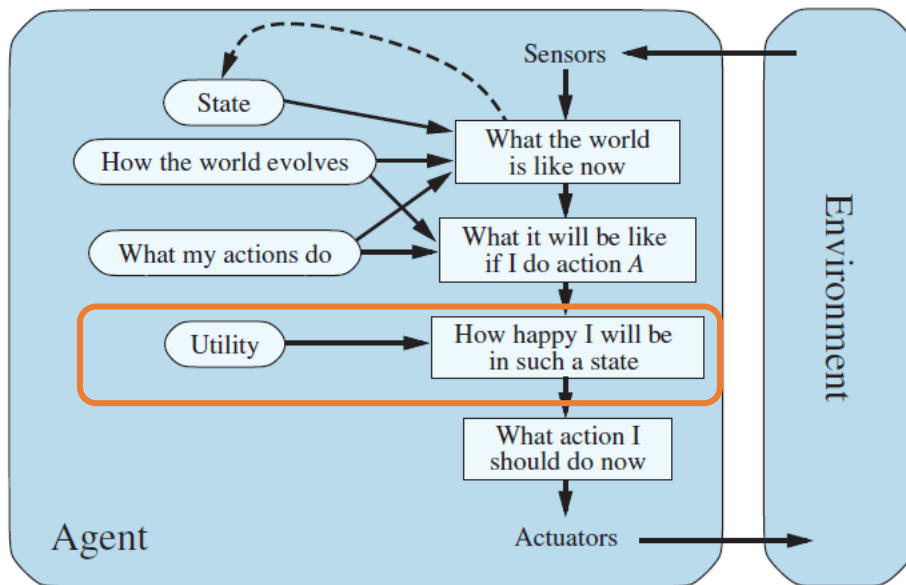 Sensors
State
What the world
is like now
How the world evolves
What it will be like
if I do action A
What my actions do
Utility
How happy I will be
in such a state
What action I
should do now
Agent
Actuators
Environment